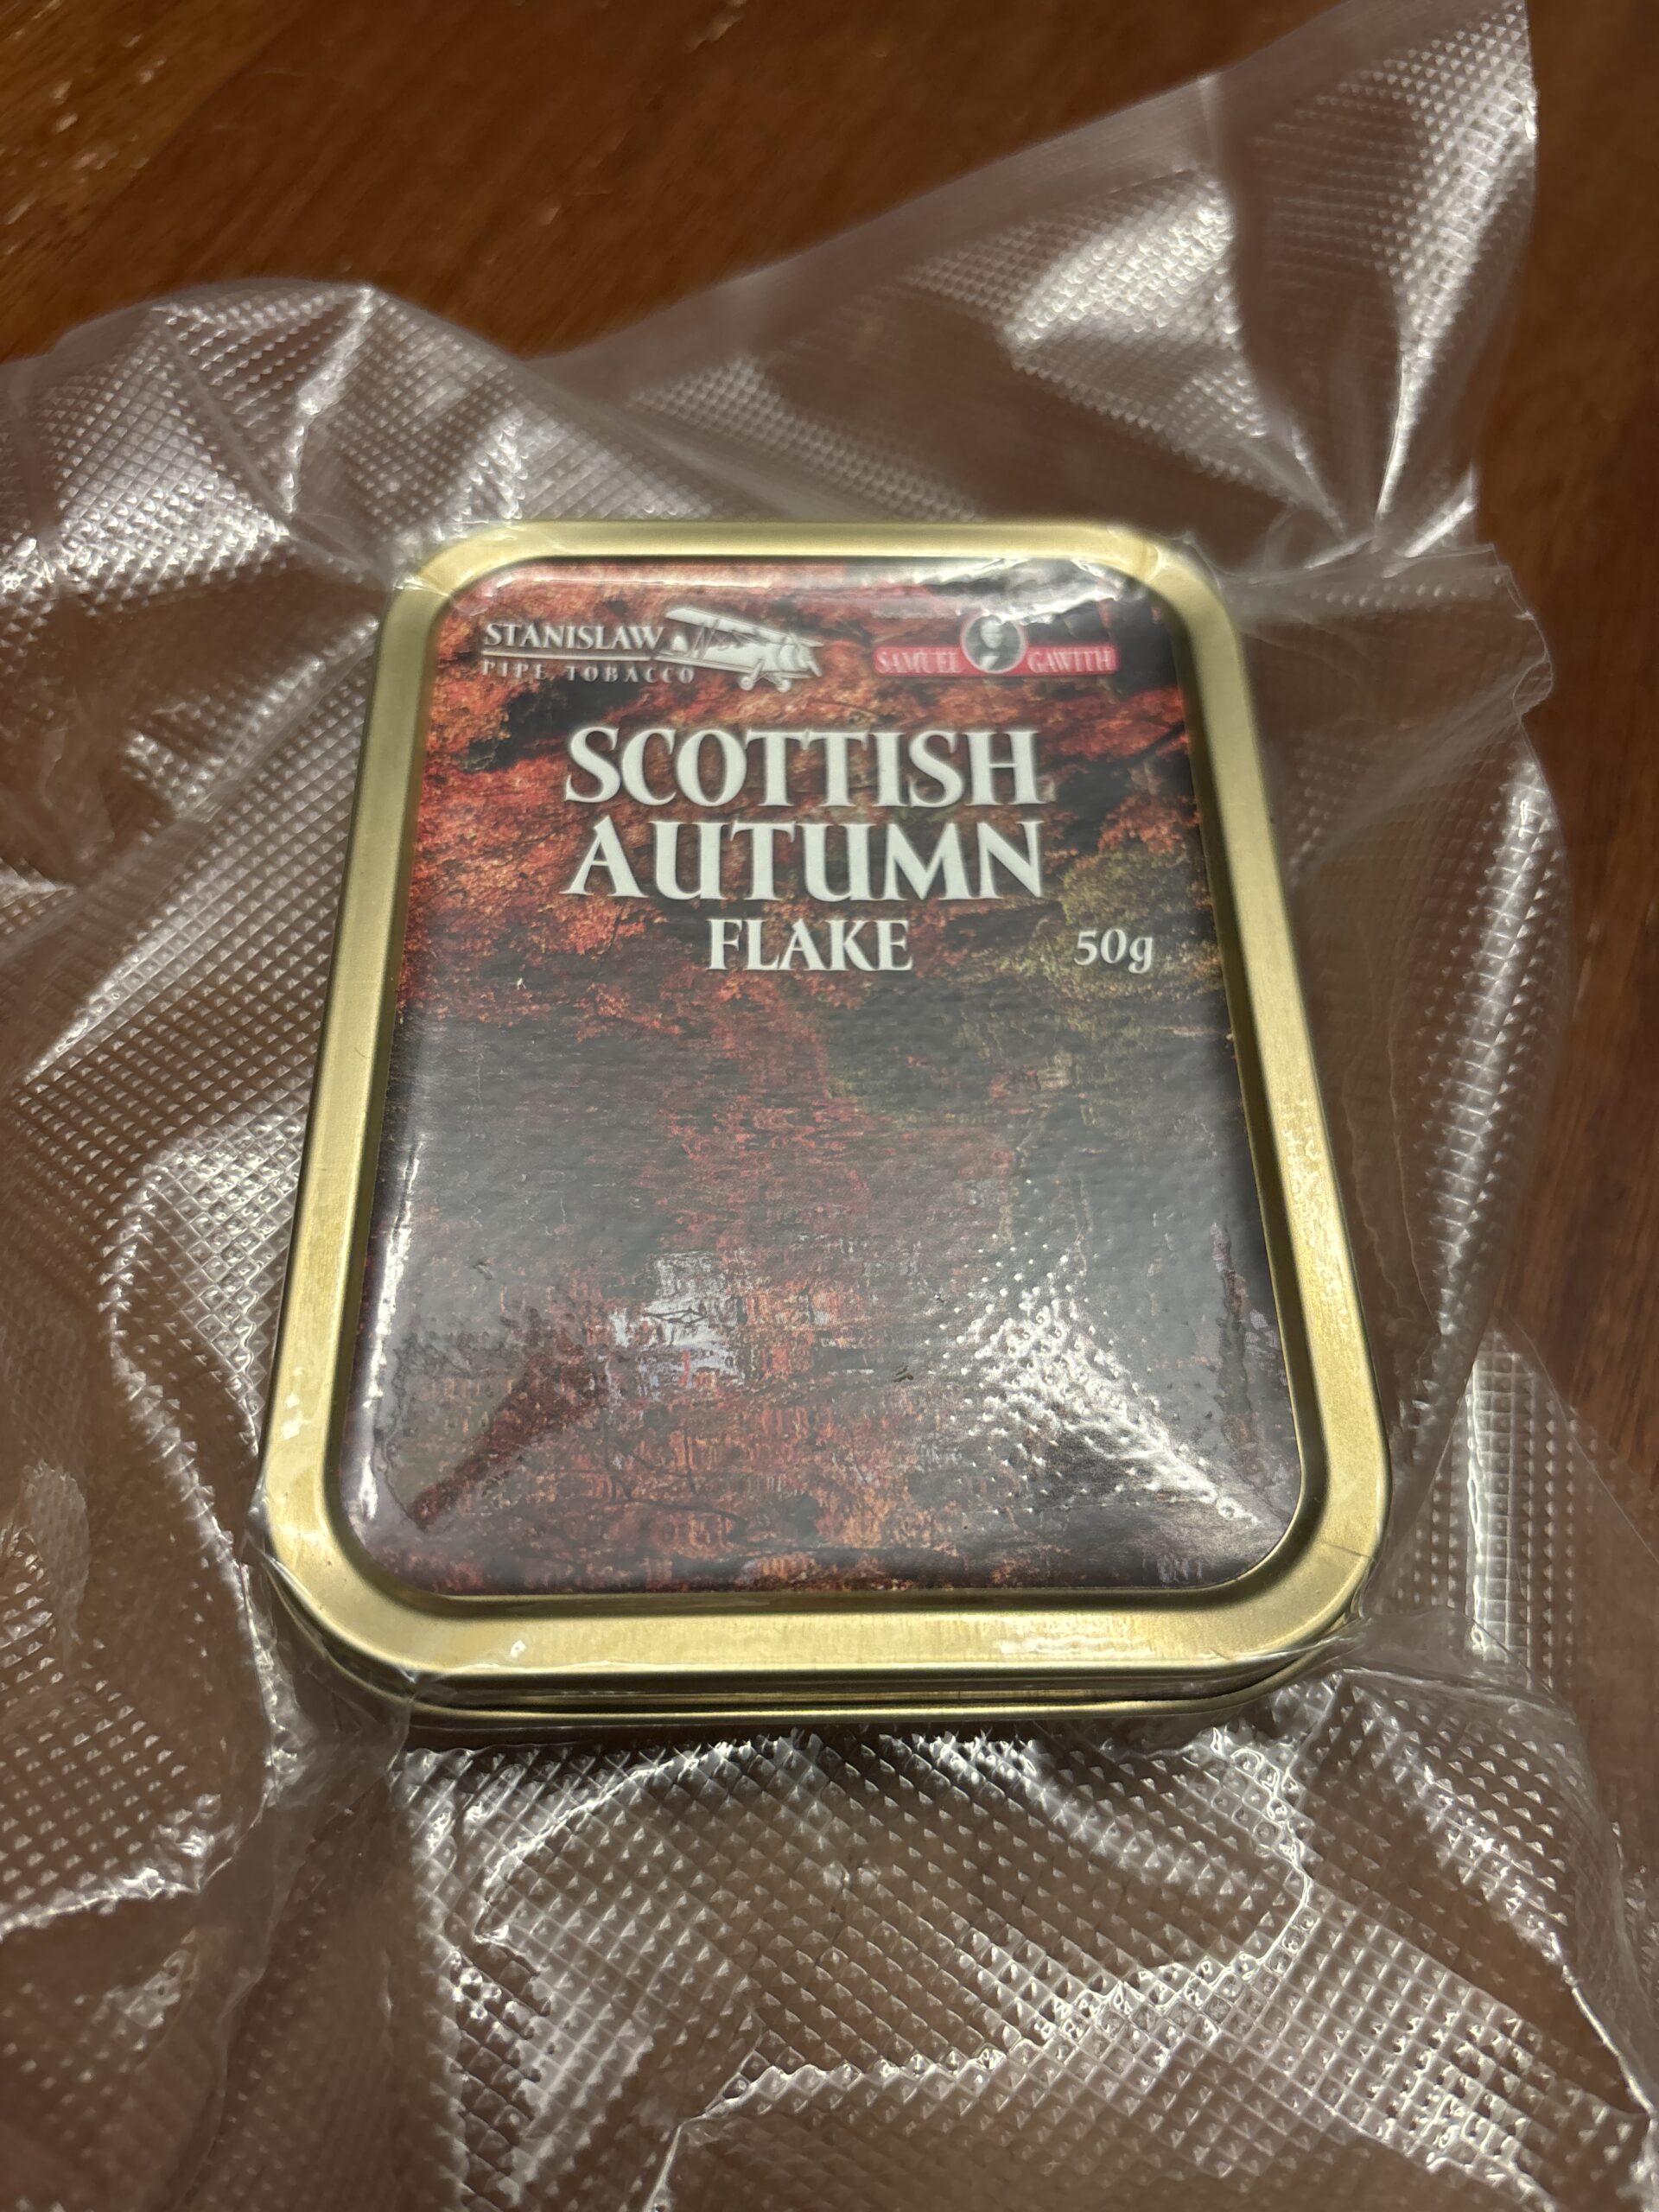 STANISLAW
PIPE TOBACCO
SAMUEL GAWITH
SCOTTISH
AUTUMN
FLAKE
50g